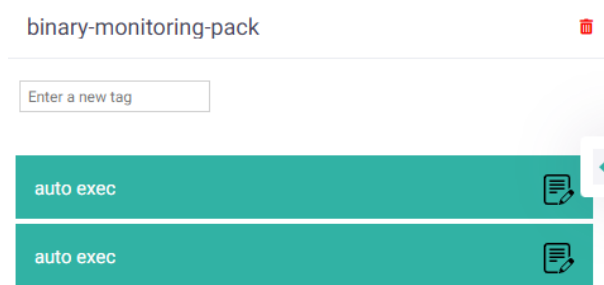 binary-monitoring-pack
Enter a new tag
auto exec
auto exec